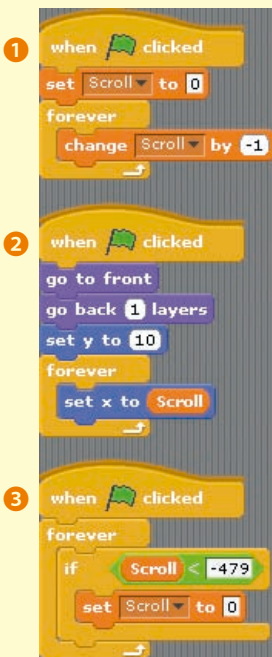 1
when clicked
set Scroll to 0
forever
change Scroll by -1
2
when clicked
go to front
go back 1 layers
set y to 10
forever
set x to Scroll
3
when clicked
forever
if Scroll < -479
set Scroll to 0